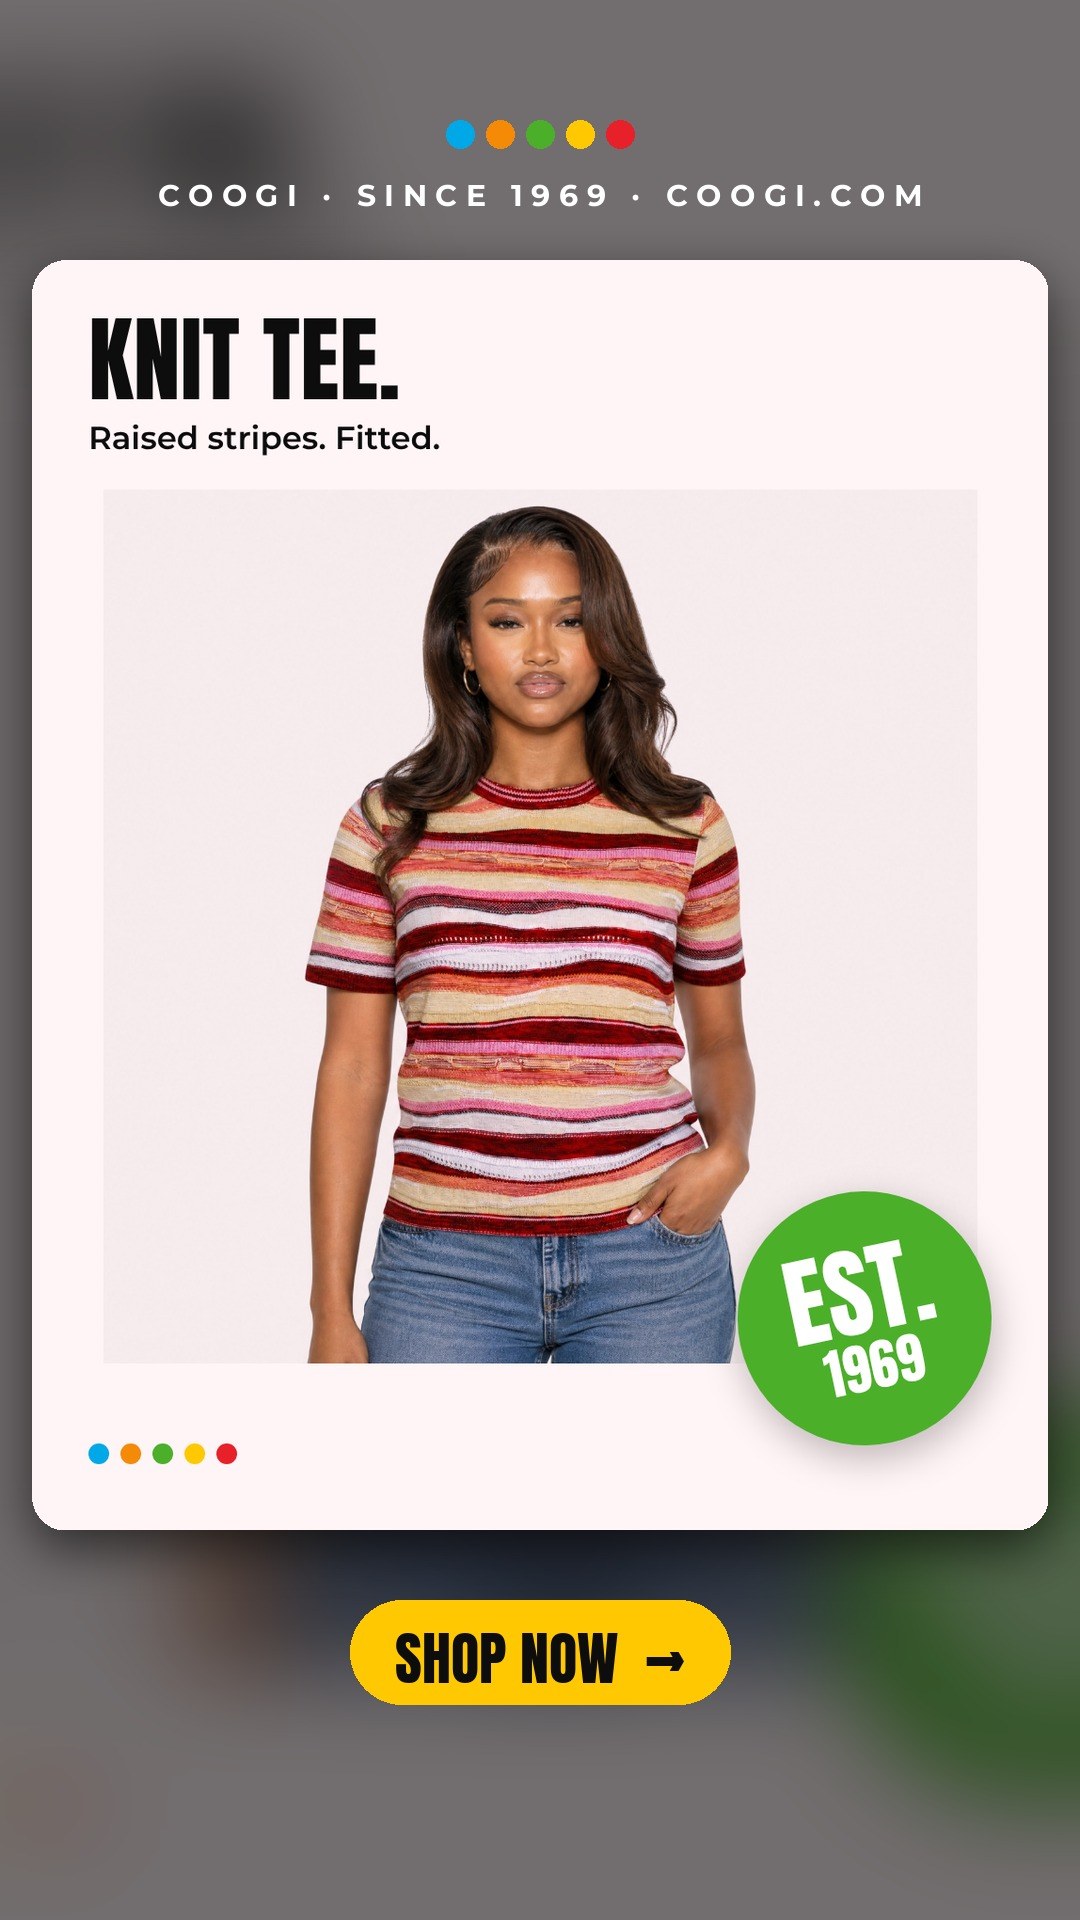 COOGI · SINCE 1969 · COOGI.COM
KNIT TEE.
Raised stripes. Fitted.
EST.
1969
SHOP NOW →